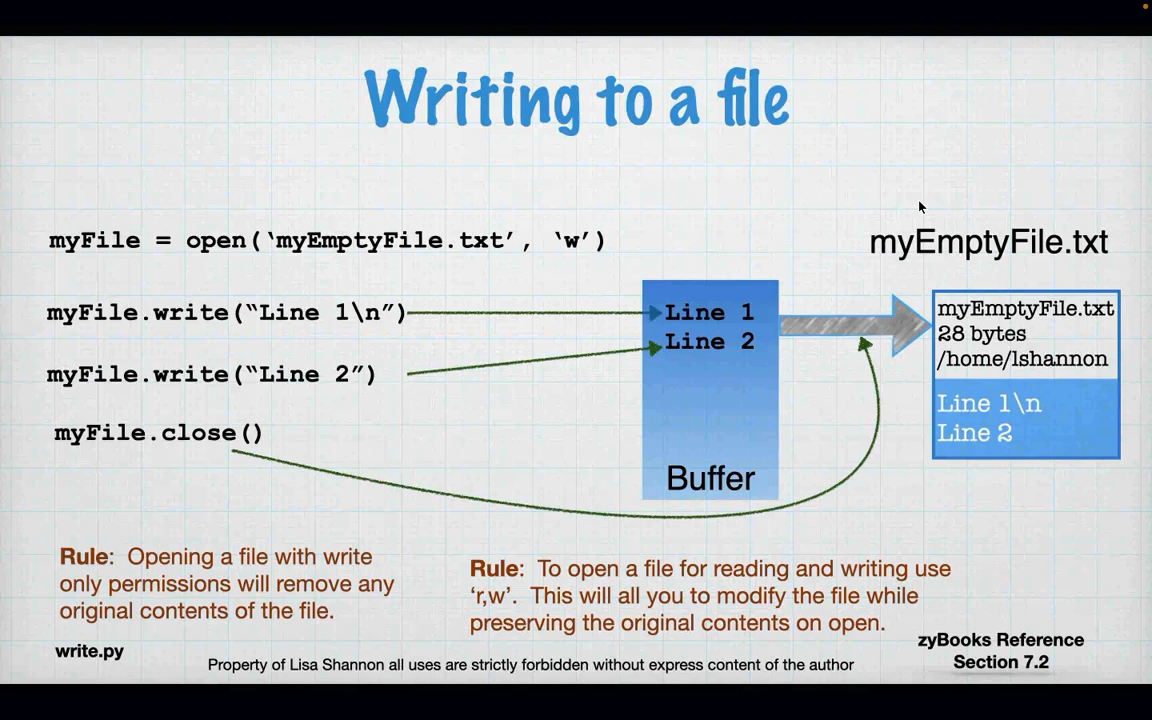 Writing to a file
myFile = open(‘myEmptyFile.txt’, ‘w’)
myEmptyFile.txt
myFile.write(“Line 1\n”)
Line 1
myEmptyFile.txt
28 bytes
Line 2
/home/lshannon
myFile.write(“Line 2”)
Line 1\n
myFile.close()
Line 2
Buffer
Rule: Opening a file with write
only permissions will remove any
original contents of the file.
Rule: To open a file for reading and writing use
‘r,w’. This will all you to modify the file while
preserving the original contents on open.
write.py
zyBooks Reference
Section 7.2
Property of Lisa Shannon all uses are strictly forbidden without express content of the author